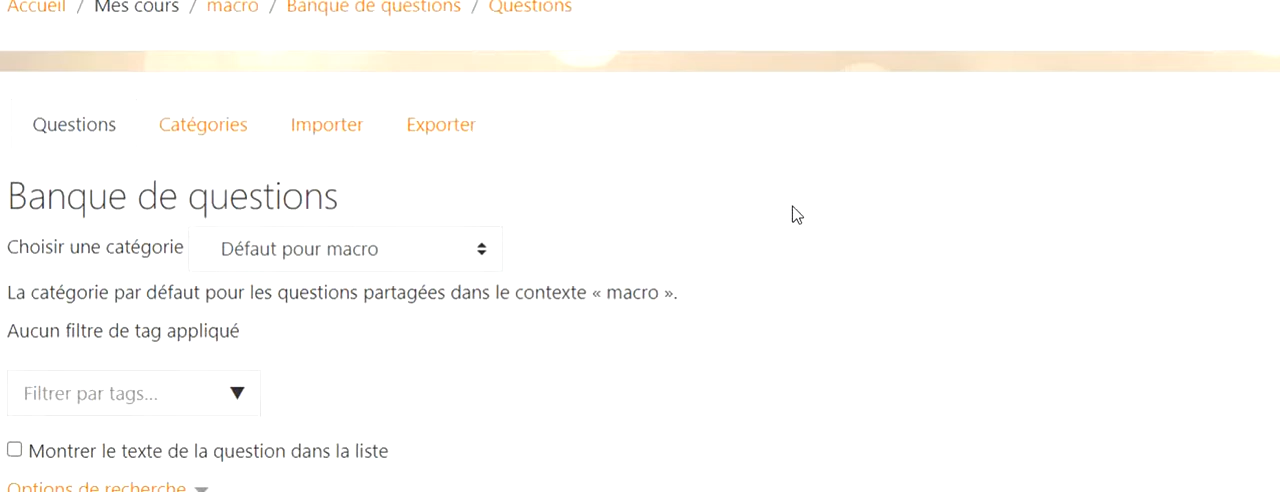 Accueil / Mes cours / macro / Banque de questions / Questions
Questions Catégories Importer Exporter
Banque de questions
Choisir une catégorie Défaut pour macro
La catégorie par défaut pour les questions partagées dans le contexte « macro ».
Aucun filtre de tag appliqué
Filtrer par tags...
Montrer le texte de la question dans la liste
Options de recherche